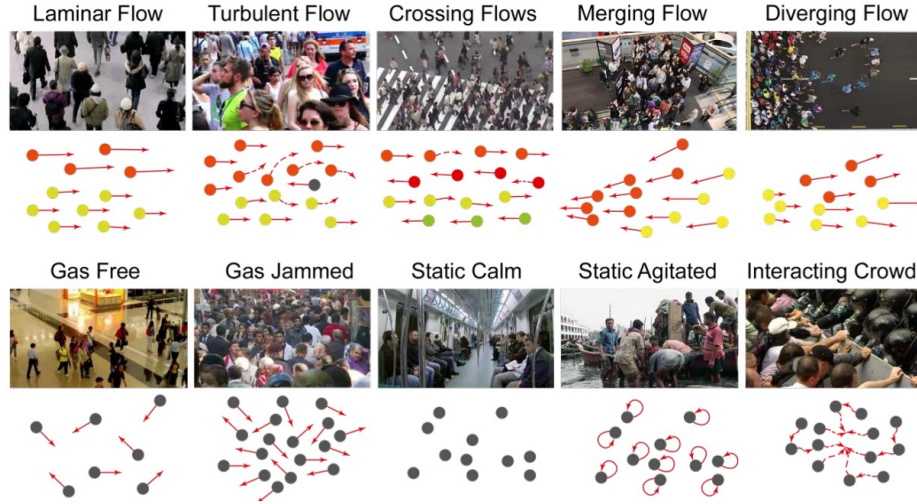 Laminar Flow
Turbulent Flow
Crossing Flows
Merging Flow
Diverging Flow
Gas Free
Gas Jammed
Static Calm
Static Agitated
Interacting Crowd